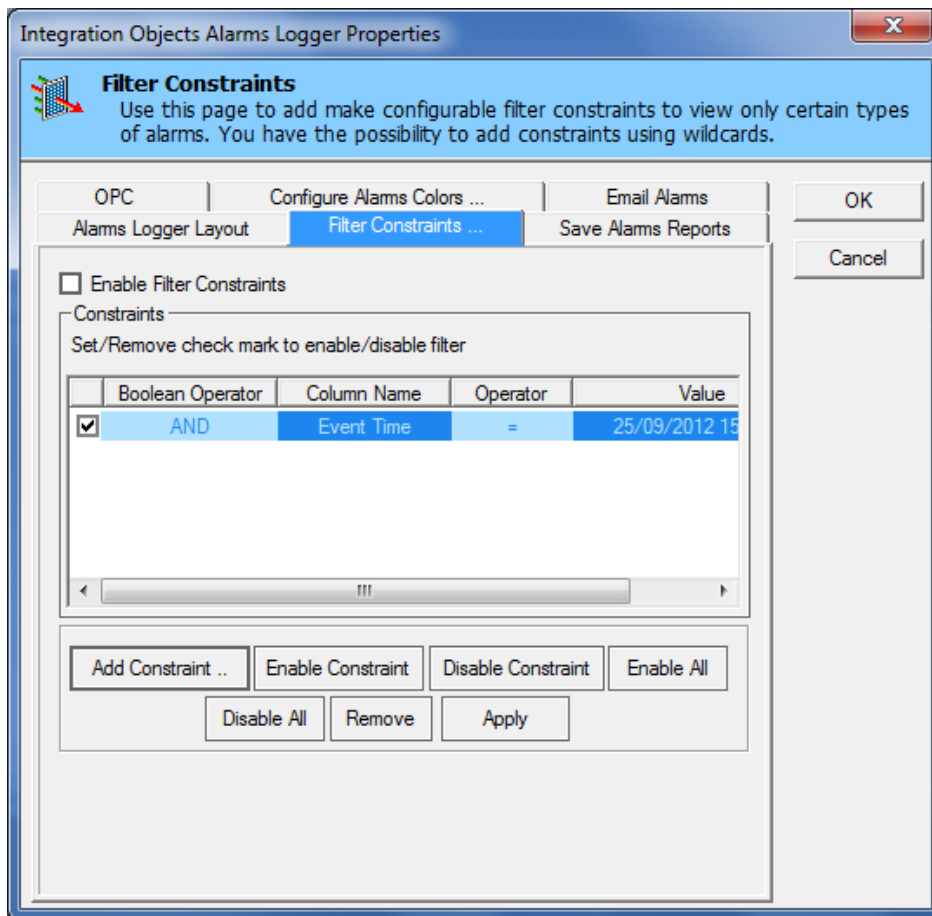 Integration Objects Alarms Logger Properties
Filter Constraints
Use this page to add make configurable filter constraints to view only certain types
of alarms. You have the possibility to add constraints using wildcards.
OPC Configure Alarms Colors ... Email Alarms
Alarms Logger Layout Filter Constraints ... Save Alarms Reports
OK
Cancel
Enable Filter Constraints
Constraints
Set/Remove check mark to enable/disable filter
Boolean Operator Column Name Operator Value
AND Event Time = 25/09/2012 15
Add Constraint .. Enable Constraint Disable Constraint Enable All
Disable All Remove Apply